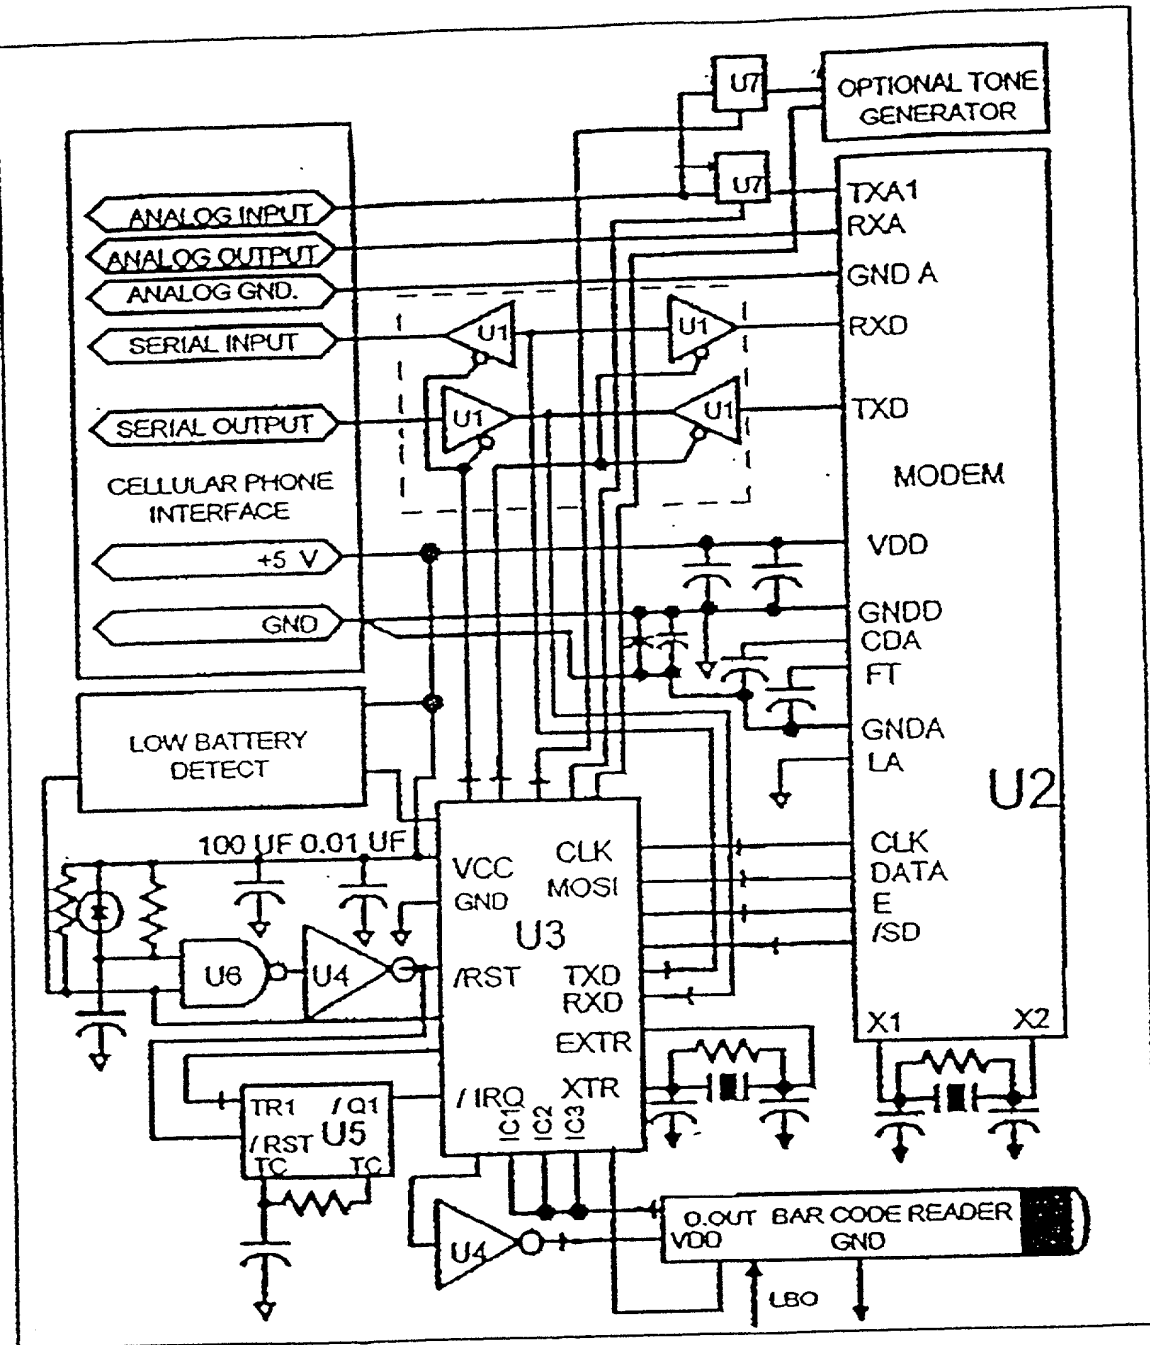 U7
OPTIONAL TONE
GENERATOR
U7
TXA1
ANALOG INPUT
RXA
ANALOG OUTPUT
GND A
ANALOG GND.
U1
U1
RXD
SERIAL INPUT
U1
U1
TXD
SERIAL OUTPUT
CELLULAR PHONE
INTERFACE
MODEM
+5 V
VDD
GND
GNDD
CDA
FT
GNDA
LOW BATTERY
DETECT
LA
U2
100 UF 0.01 UF
VCC
CLK
CLK
GND
MOSI
DATA
E
U3
/SD
U6
U4
/RST
TXD
RXD
X1
X2
EXTR
XTR
TR1
/Q1
/IRQ
IC1
IC2
IC3
/RST
U5
TC
TC
O.OUT BAR CODE READER
VDD
GND
U4
LBO